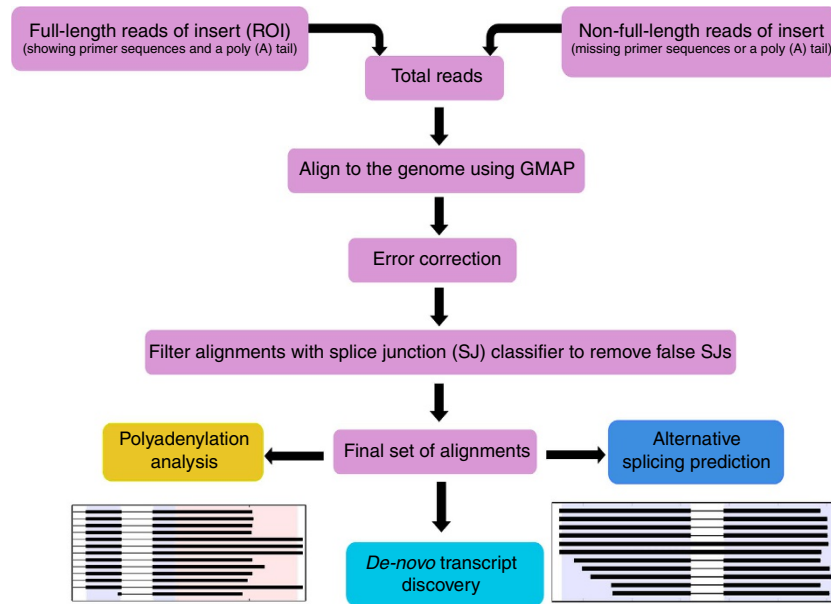 Full-length reads of insert (ROI)
(showing primer sequences and a poly (A) tail)
Non-full-length reads of insert
(missing primer sequences or a poly (A) tail)
Total reads
Align to the genome using GMAP
Error correction
Filter alignments with splice junction (SJ) classifier to remove false SJs
Polyadenylation
analysis
Final set of alignments
Alternative
splicing prediction
De-novo transcript
discovery